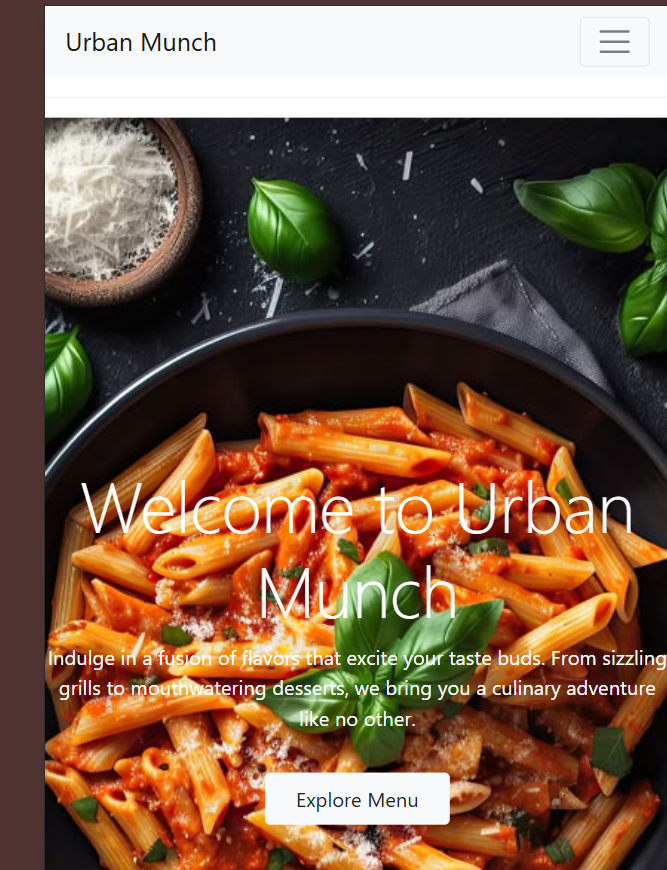 Urban Munch
Welcome to Urban
Munch
Indulge in a fusion of flavors that excite your taste buds. From sizzling
grills to mouthwatering desserts, we bring you a culinary adventure
like no other.
Explore Menu